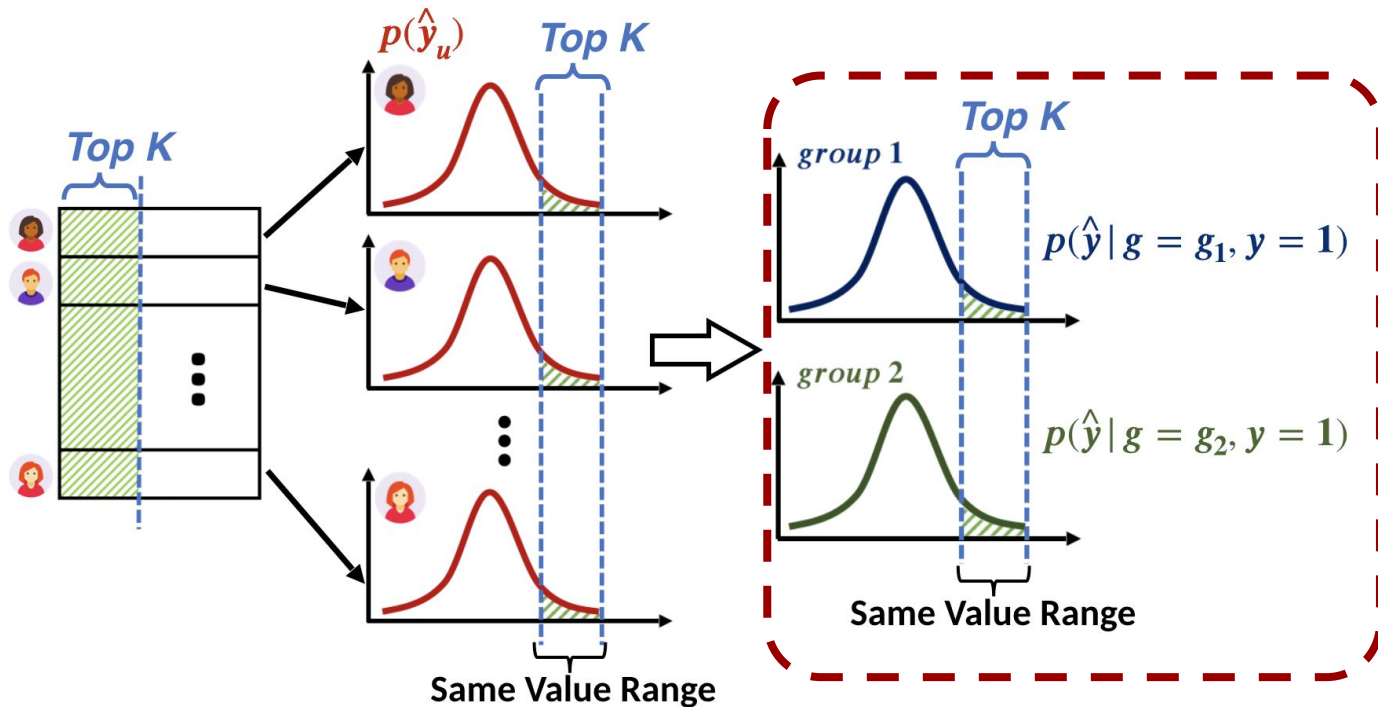 Top K
p(ŷ_u)
Top K
Same Value Range
Top K
group 1
p(ŷ | g = g₁, y = 1)
group 2
p(ŷ | g = g₂, y = 1)
Same Value Range